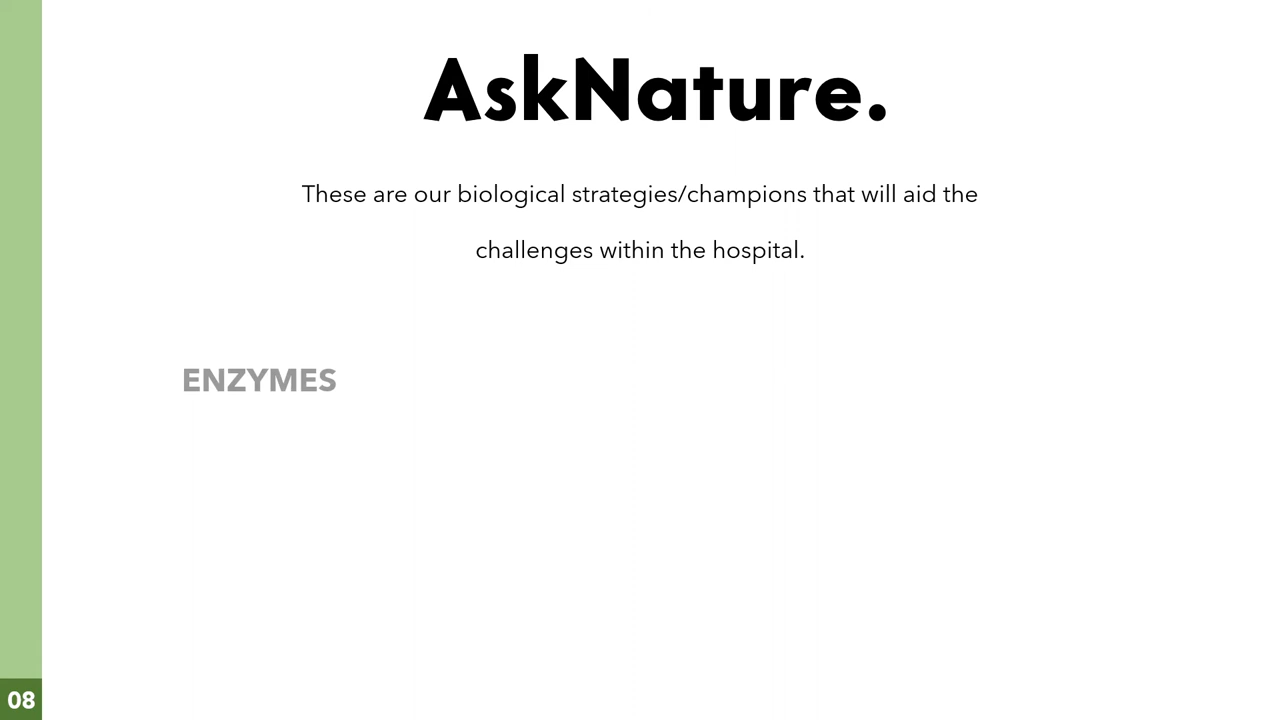 AskNature.
These are our biological strategies/champions that will aid the
challenges within the hospital.
ENZYMES
08